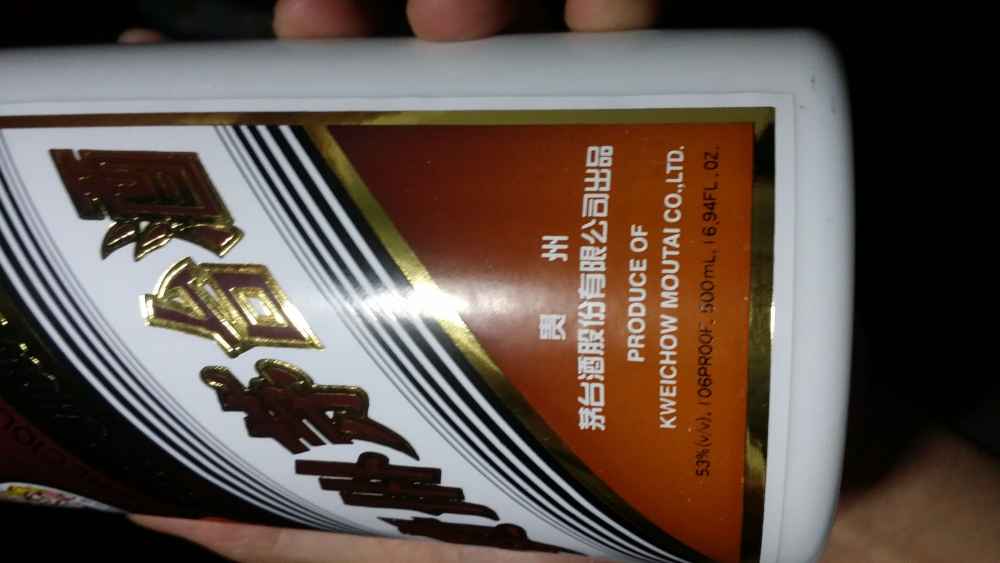 州茅台酒
贵州
茅台酒股份有限公司出品
PRODUCE OF
KWEICHOW MOUTAI CO.,LTD.
53%(v/v), 106PROOF, 500mL, 16.94FL.OZ.